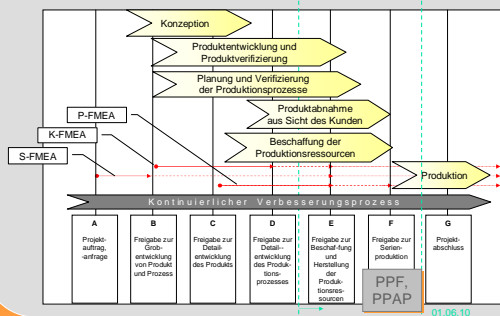 Konzeption
Produktentwicklung und
Produktverifizierung
Planung und Verifizierung
der Produktionsprozesse
P-FMEA
Produktabnahme
aus Sicht des Kunden
K-FMEA
Beschaffung der
Produktionsressourcen
S-FMEA
Produktion
Kontinuierlicher Verbesserungsprozess
A
Projekt-
auftrag,
-anfrage
B
Freigabe zur
Grob-
entwicklung
von Produkt
und Prozess
C
Freigabe zur
Detail-
entwicklung
des Produkts
D
Freigabe zur
Detail--
entwicklung
des Produk-
tions-
prozesses
E
Freigabe zur
Beschaf-fung
und
Herstellung
der
Produk-
tionsres-
sourcen
F
Freigabe zur
Serien-
produktion
G
Projekt-
abschluss
PPF,
PPAP
01.06.10